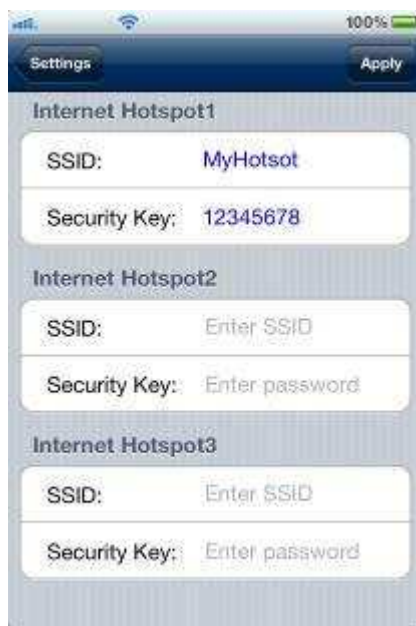 100%
Settings Apply
Internet Hotspot1
SSID: MyHotsot
Security Key: 12345678
Internet Hotspot2
SSID: Enter SSID
Security Key: Enter password
Internet Hotspot3
SSID: Enter SSID
Security Key: Enter password